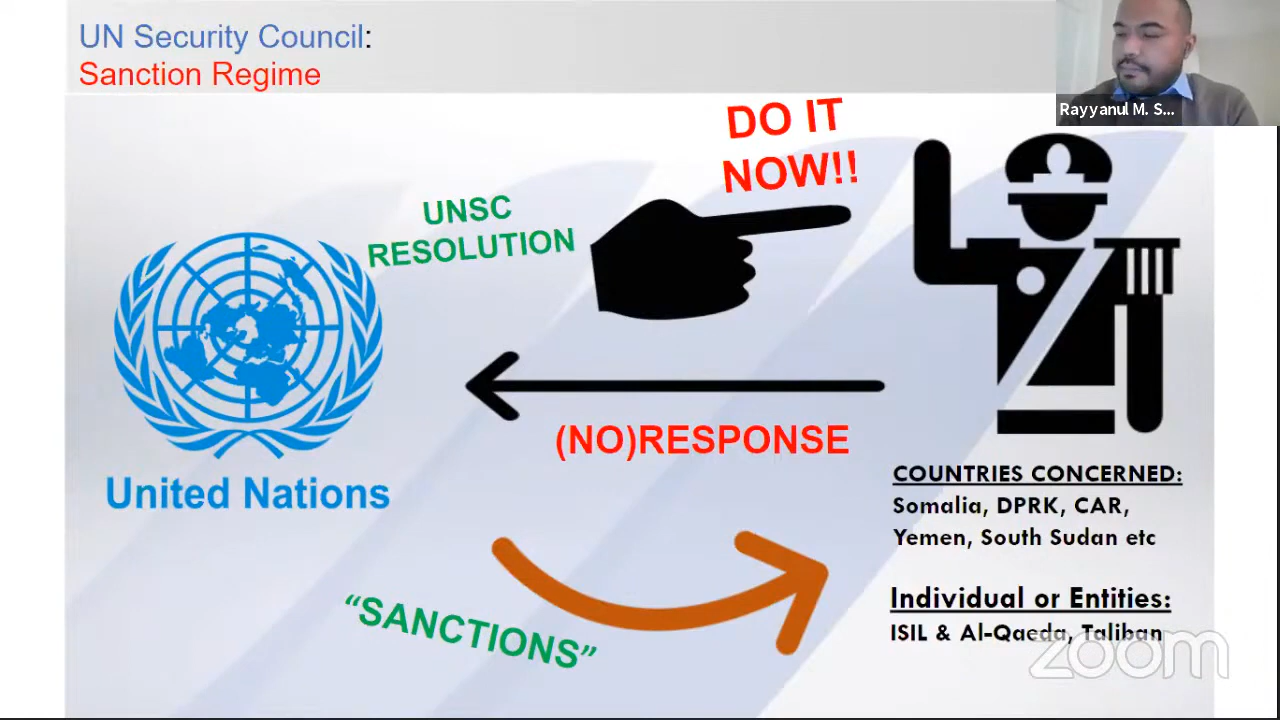 UN Security Council:
Sanction Regime
Rayyanul M. S...
DO IT
NOW!!
UNSC
RESOLUTION
(NO)RESPONSE
United Nations
"SANCTIONS"
COUNTRIES CONCERNED:
Somalia, DPRK, CAR,
Yemen, South Sudan etc
Individual or Entities:
ISIL & Al-Qaeda, Taliban
zoom